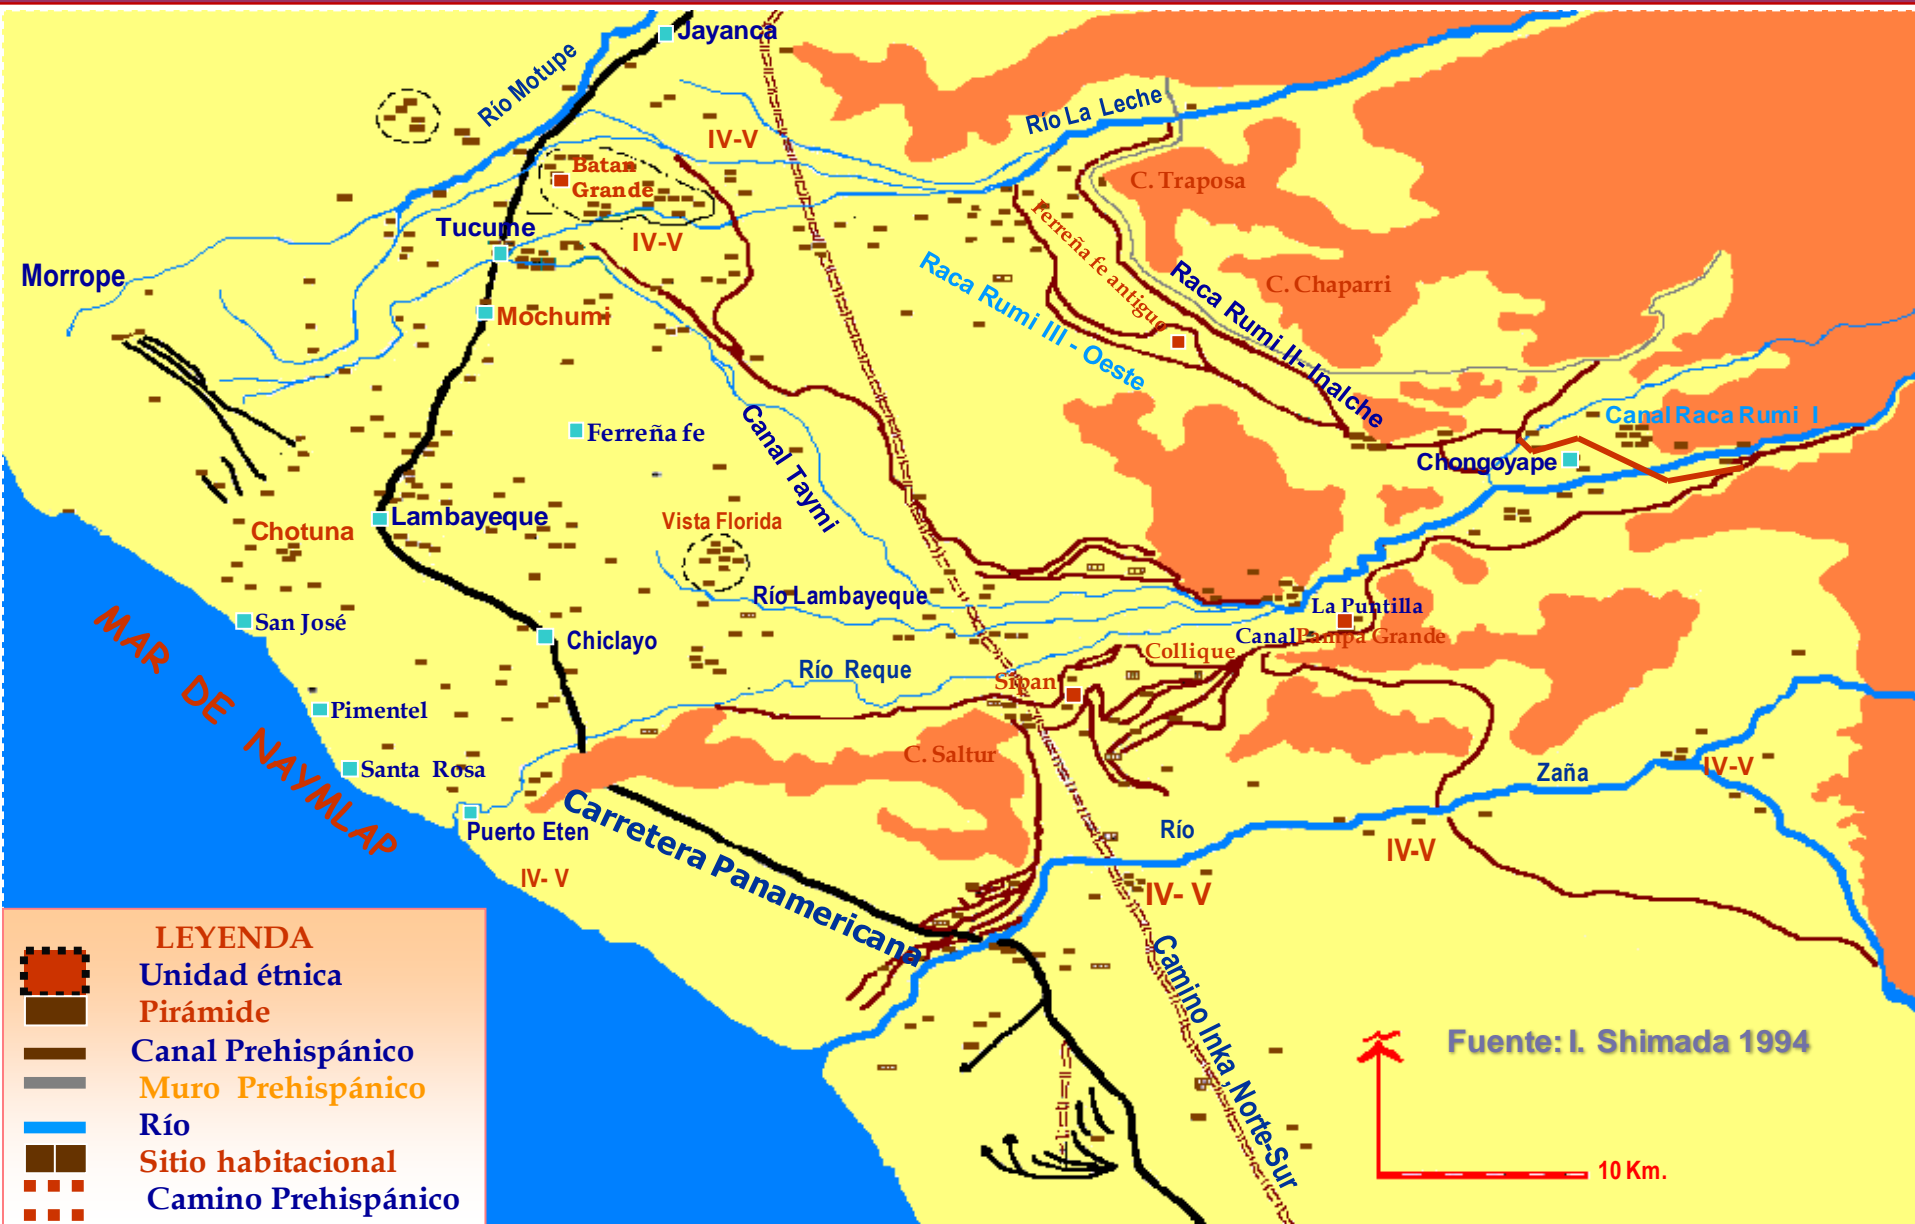 Jayanca
Río Motupe
IV-V
Río La Leche
Batan
Grande
C. Traposa
Ferreña fe antiguo
Tucume
IV-V
Morrope
Raca Rumi III - Oeste
Raca Rumi II- Inalche
C. Chaparri
Mochumi
Canal Raca Rumi I
Canal Taymi
Ferreña fe
Chongoyape
Lambayeque
Vista Florida
Chotuna
Río Lambayeque
La Puntilla
San José
Canal Pampa Grande
Chiclayo
Collique
MAR DE NAYMLAP
Río Reque
Sipan
Pimentel
C. Saltur
Santa Rosa
Zaña
IV-V
Carretera Panamericana
Puerto Eten
Río
IV-V
IV- V
IV- V
Camino Inka ,Norte-Sur
LEYENDA
Unidad étnica
Pirámide
Canal Prehispánico
Muro Prehispánico
Río
Sitio habitacional
Camino Prehispánico
Fuente: I. Shimada 1994
10 Km.